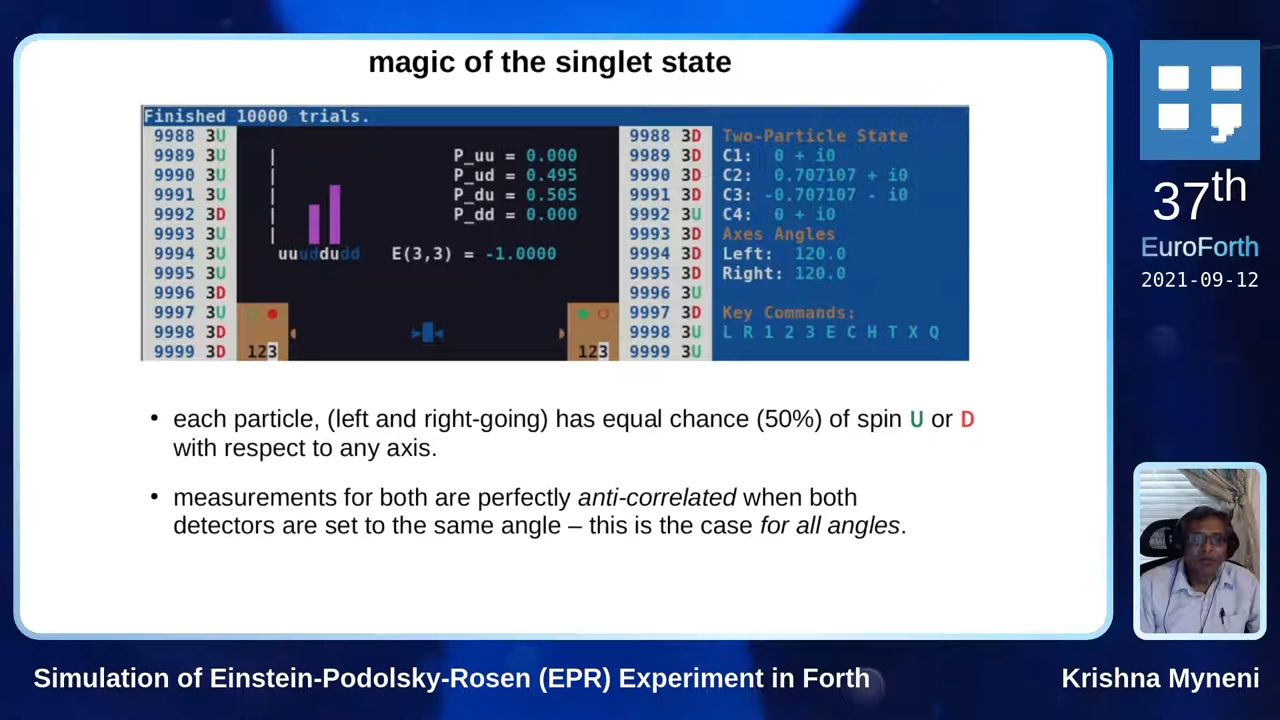 magic of the singlet state
Finished 10000 trials.
9988 3U
9989 3U
9990 3U
9991 3U
9992 3D
9993 3U
9994 3U
9995 3U
9996 3D
9997 3U
9998 3D
9999 3D
P_uu = 0.000
P_ud = 0.495
P_du = 0.505
P_dd = 0.000
uuuddudd E(3,3) = -1.0000
123
123
9988 3D
9989 3D
9990 3D
9991 3D
9992 3U
9993 3D
9994 3D
9995 3D
9996 3U
9997 3D
9998 3U
9999 3U
Two-Particle State
C1: 0 + i0
C2: 0.707107 + i0
C3: -0.707107 - i0
C4: 0 + i0
Axes Angles
Left: 120.0
Right: 120.0
Key Commands:
L R 1 2 3 E C H T X Q
• each particle, (left and right-going) has equal chance (50%) of spin U or D
with respect to any axis.
• measurements for both are perfectly anti-correlated when both
detectors are set to the same angle – this is the case for all angles.
37th
EuroForth
2021-09-12
Simulation of Einstein-Podolsky-Rosen (EPR) Experiment in Forth
Krishna Myneni